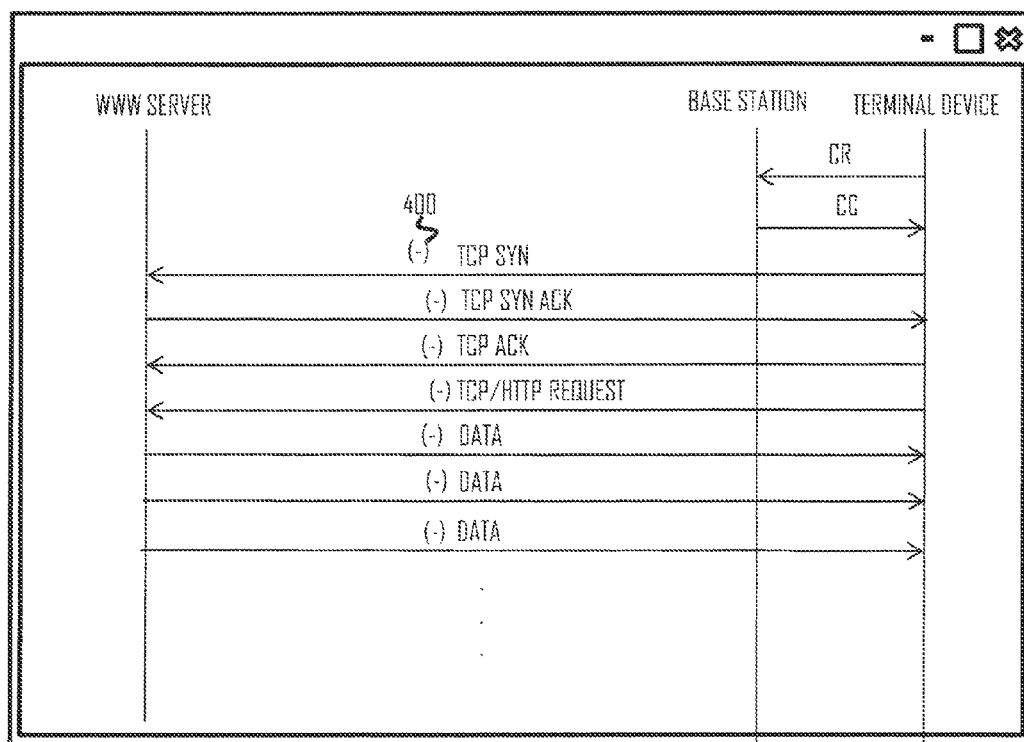 WWW SERVER
BASE STATION
TERMINAL DEVICE
CR
CC
400
(-) TCP SYN
(-) TCP SYN ACK
(-) TCP ACK
(-) TCP/HTTP REQUEST
(-) DATA
(-) DATA
(-) DATA